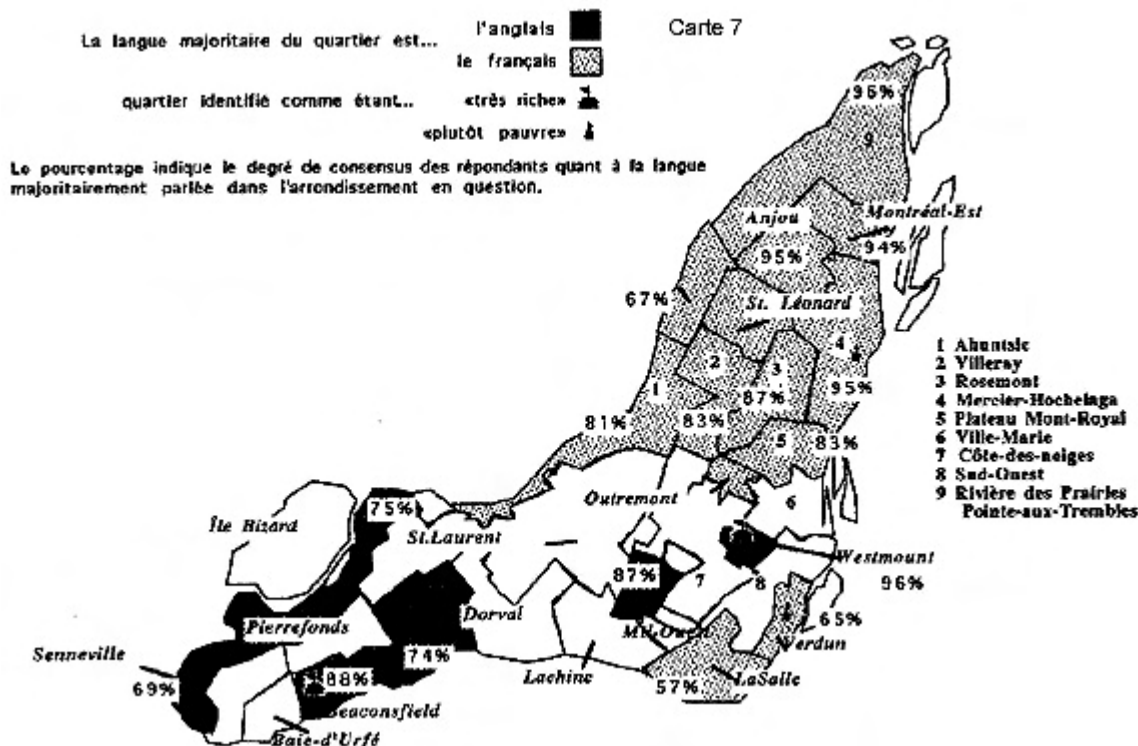 Carte 7
La langue majoritaire du quartier est... l'anglais
le français
quartier identifié comme étant... «très riche»
«plutôt pauvre»
Le pourcentage indique le degré de consensus des répondants quant à la langue
majoritairement parlée dans l'arrondissement en question.
96%
9
Anjou
Montréal-Est
94%
95%
67%
St. Léonard
4
2
3
1
87%
95%
81%
83%
5
83%
1 Ahuntsic
2 Villeray
3 Rosemont
4 Mercier-Hochelaga
5 Plateau Mont-Royal
6 Ville-Marie
7 Côte-des-neiges
8 Sud-Ouest
9 Rivière des Prairies
Pointe-aux-Trembles
Outremont
6
75%
Île Bizard
St.Laurent
Westmount
96%
87%
7
8
Dorval
65%
Pierrefonds
Mtl-Ouest
Verdun
Senneville
74%
Lachine
LaSalle
69%
88%
57%
Beaconsfield
Baie-d'Urfé